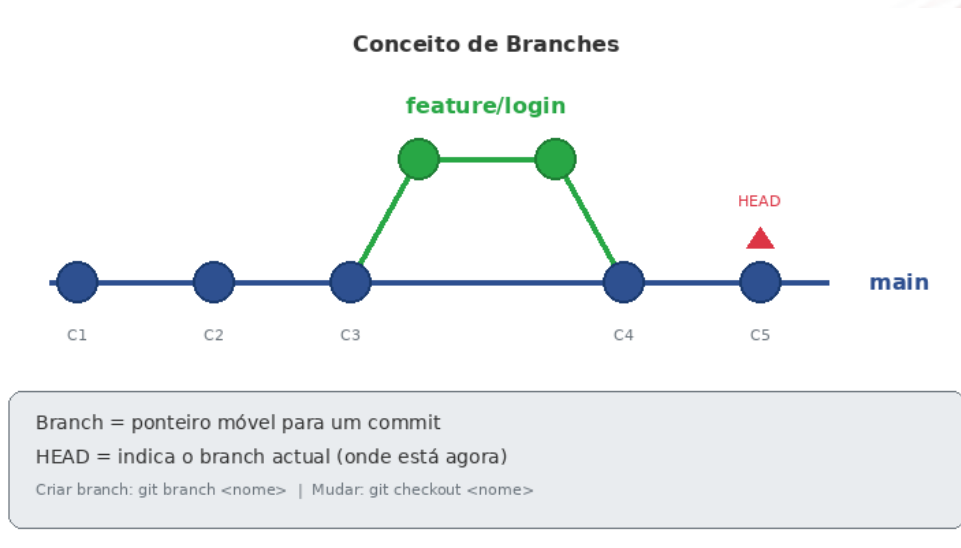 Conceito de Branches
feature/login
HEAD
main
C1 C2 C3 C4 C5
Branch = ponteiro móvel para um commit
HEAD = indica o branch actual (onde está agora)
Criar branch: git branch <nome> | Mudar: git checkout <nome>